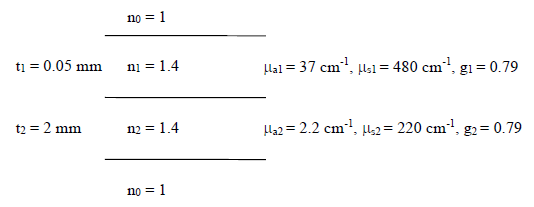 n₀ = 1
t₁ = 0.05 mm n₁ = 1.4 μₐ₁ = 37 cm⁻¹, μₛ₁ = 480 cm⁻¹, g₁ = 0.79
t₂ = 2 mm n₂ = 1.4 μₐ₂ = 2.2 cm⁻¹, μₛ₂ = 220 cm⁻¹, g₂ = 0.79
n₀ = 1